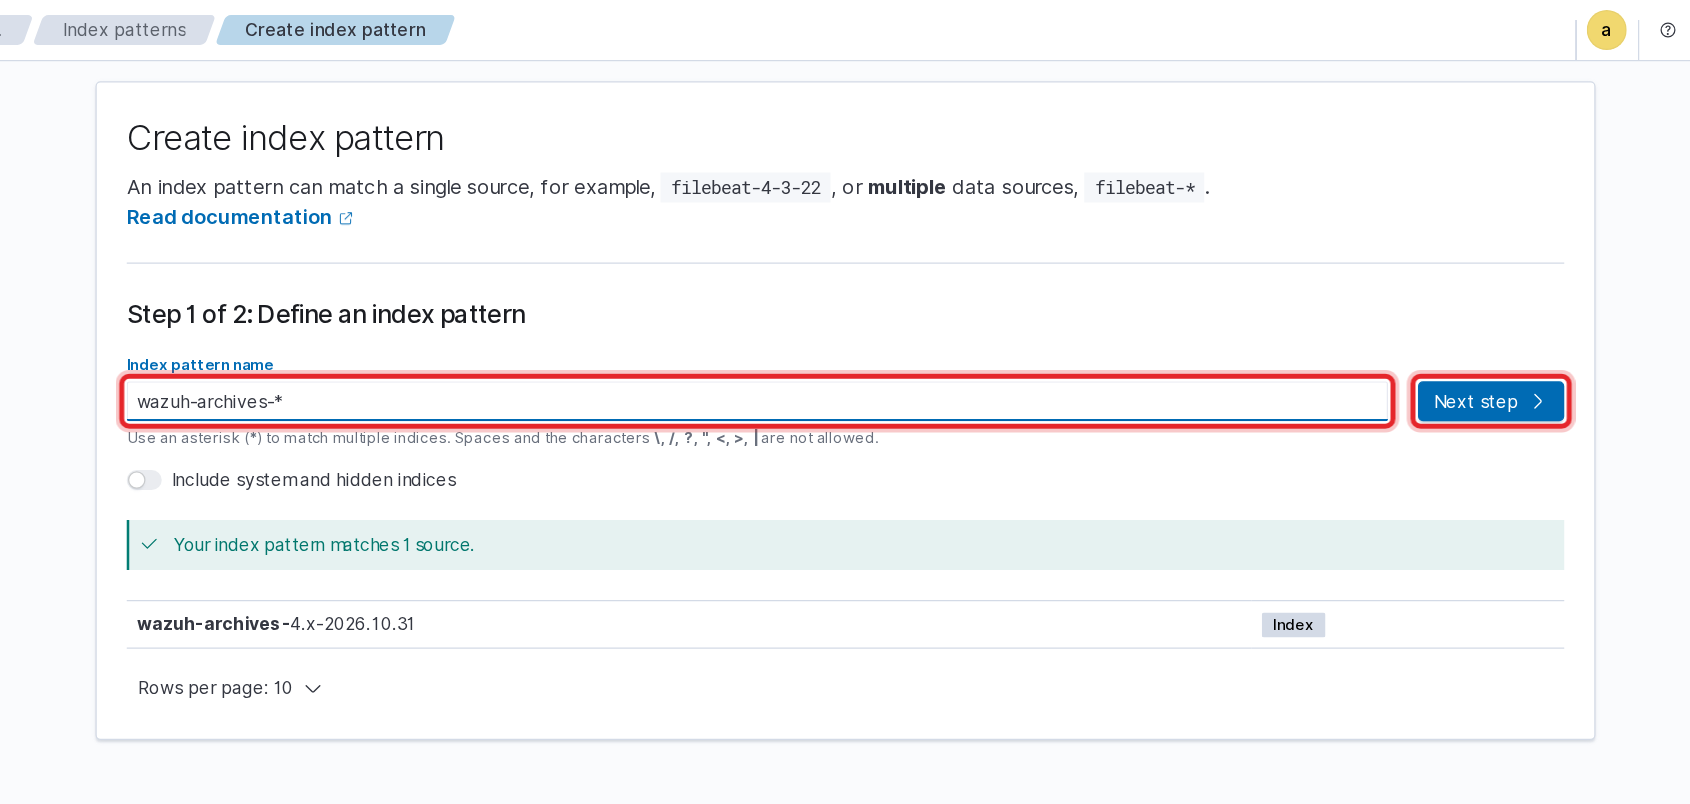 Index patterns
Create index pattern
a
Create index pattern
An index pattern can match a single source, for example, filebeat-4-3-22, or multiple data sources, filebeat-*.
Read documentation
Step 1 of 2: Define an index pattern
Index pattern name
wazuh-archives-*
Next step
Use an asterisk (*) to match multiple indices. Spaces and the characters \, /, ?, ", <, >, | are not allowed.
Include system and hidden indices
Your index pattern matches 1 source.
wazuh-archives-4.x-2026.10.31
Index
Rows per page: 10